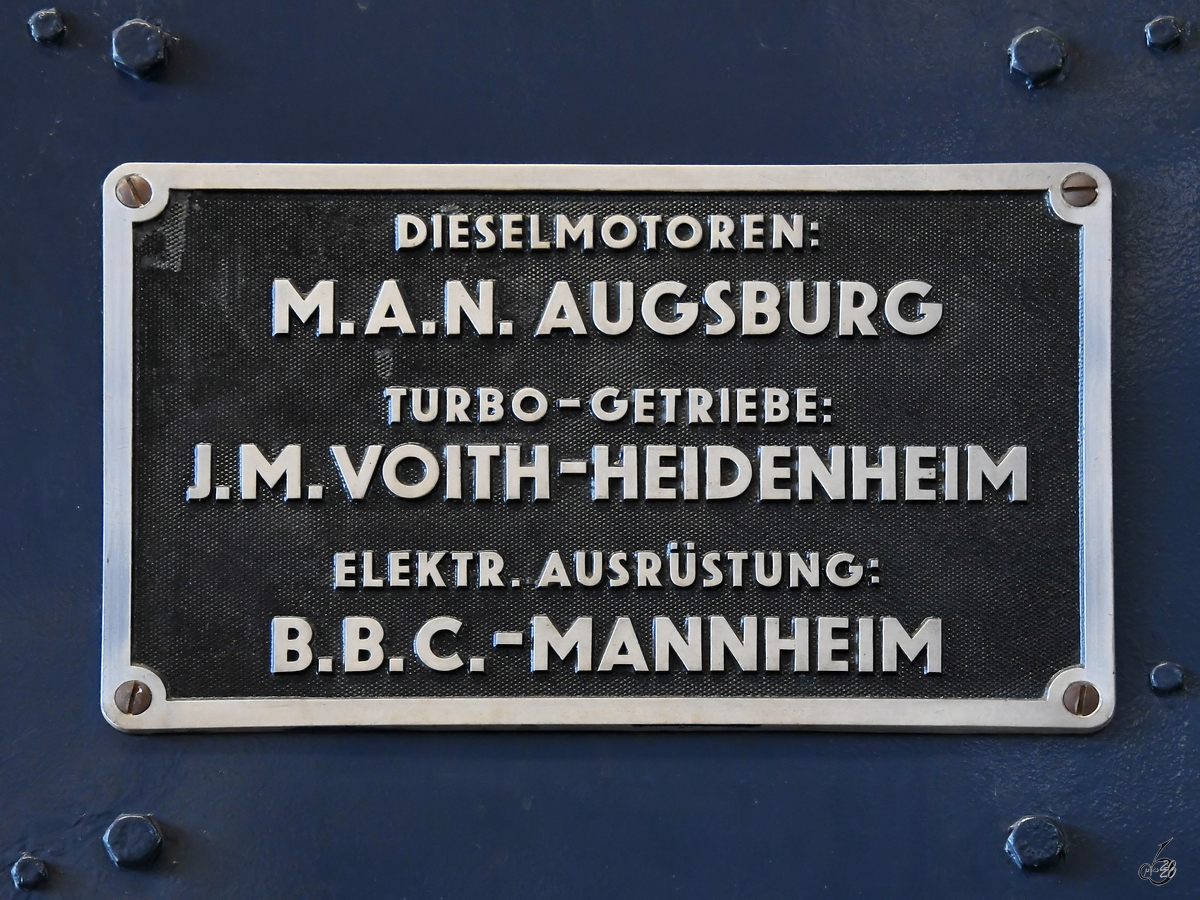 DIESELMOTOREN:
M.A.N. AUGSBURG
TURBO-GETRIEBE:
J.M. VOITH-HEIDENHEIM
ELEKTR. AUSRÜSTUNG:
B.B.C.-MANNHEIM